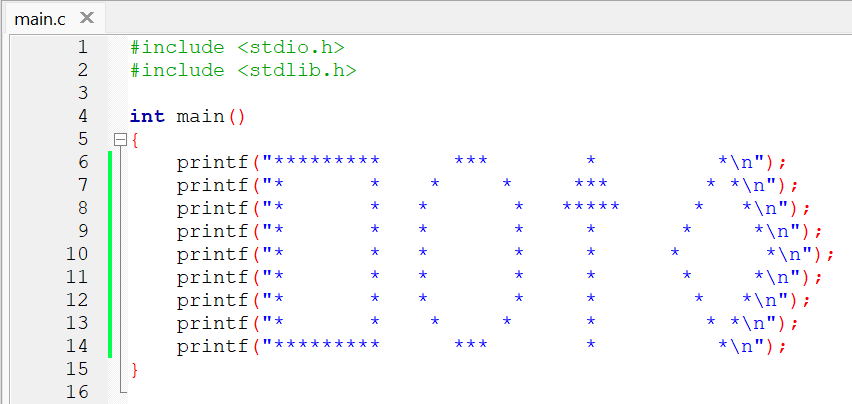 main.c ✕
1 #include <stdio.h>
2 #include <stdlib.h>
3
4 int main()
5 {
6     printf("*********      ***        *          *\n");
7     printf("*       *    *     *     ***        * *\n");
8     printf("*       *   *       *   *****      *   *\n");
9     printf("*       *   *       *     *       *     *\n");
10     printf("*       *   *       *     *      *       *\n");
11     printf("*       *   *       *     *       *     *\n");
12     printf("*       *   *       *     *        *   *\n");
13     printf("*       *    *     *      *         * *\n");
14     printf("*********      ***        *          *\n");
15 }
16